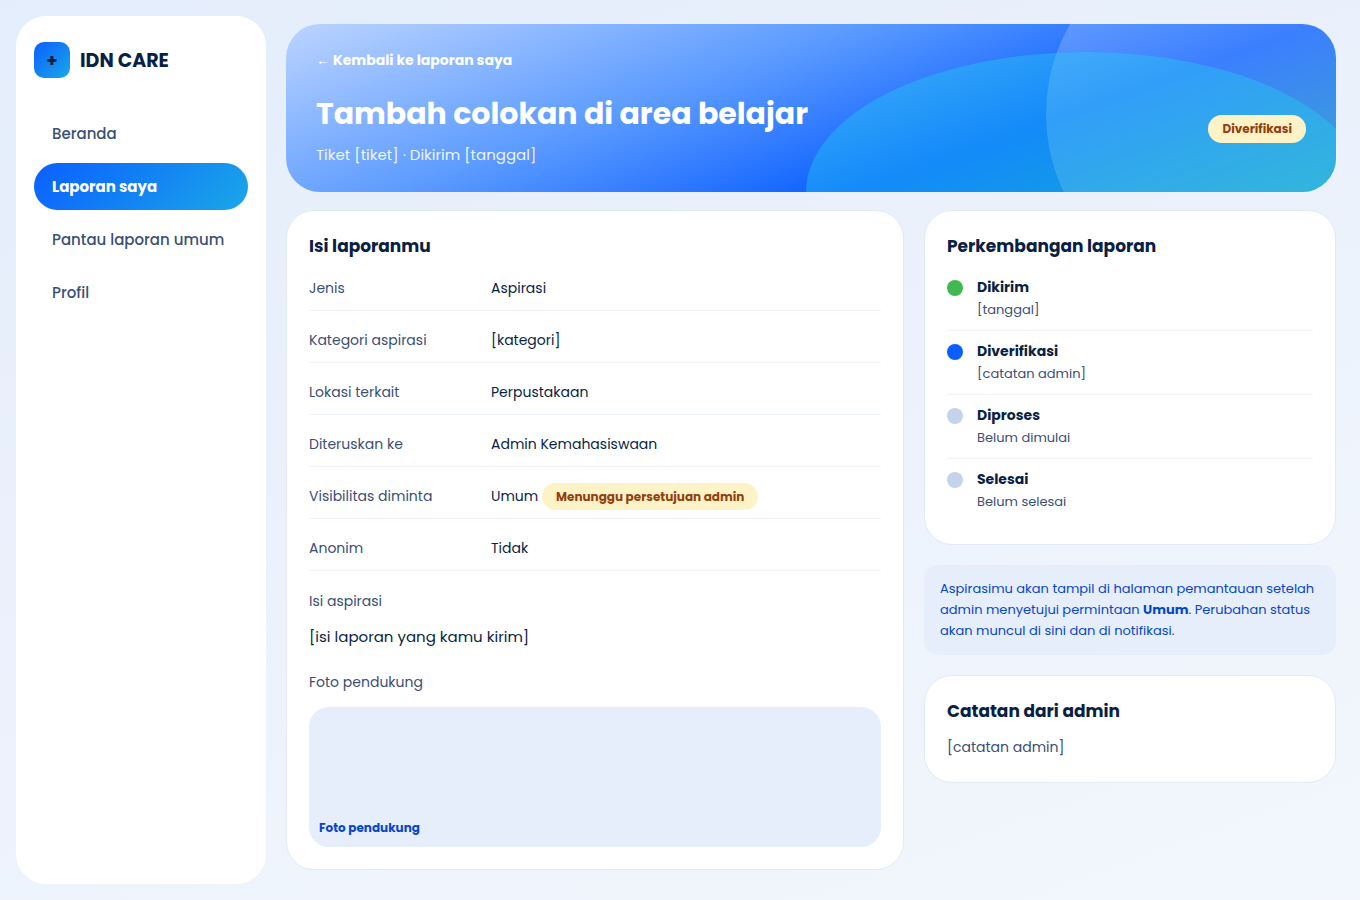 + IDN CARE
Beranda
Laporan saya
Pantau laporan umum
Profil
← Kembali ke laporan saya
Tambah colokan di area belajar
Tiket [tiket] · Dikirim [tanggal]
Diverifikasi
Isi laporanmu
Jenis Aspirasi
Kategori aspirasi [kategori]
Lokasi terkait Perpustakaan
Diteruskan ke Admin Kemahasiswaan
Visibilitas diminta Umum Menunggu persetujuan admin
Anonim Tidak
Isi aspirasi
[isi laporan yang kamu kirim]
Foto pendukung
Foto pendukung
Perkembangan laporan
Dikirim
[tanggal]
Diverifikasi
[catatan admin]
Diproses
Belum dimulai
Selesai
Belum selesai
Aspirasimu akan tampil di halaman pemantauan setelah
admin menyetujui permintaan Umum. Perubahan status
akan muncul di sini dan di notifikasi.
Catatan dari admin
[catatan admin]